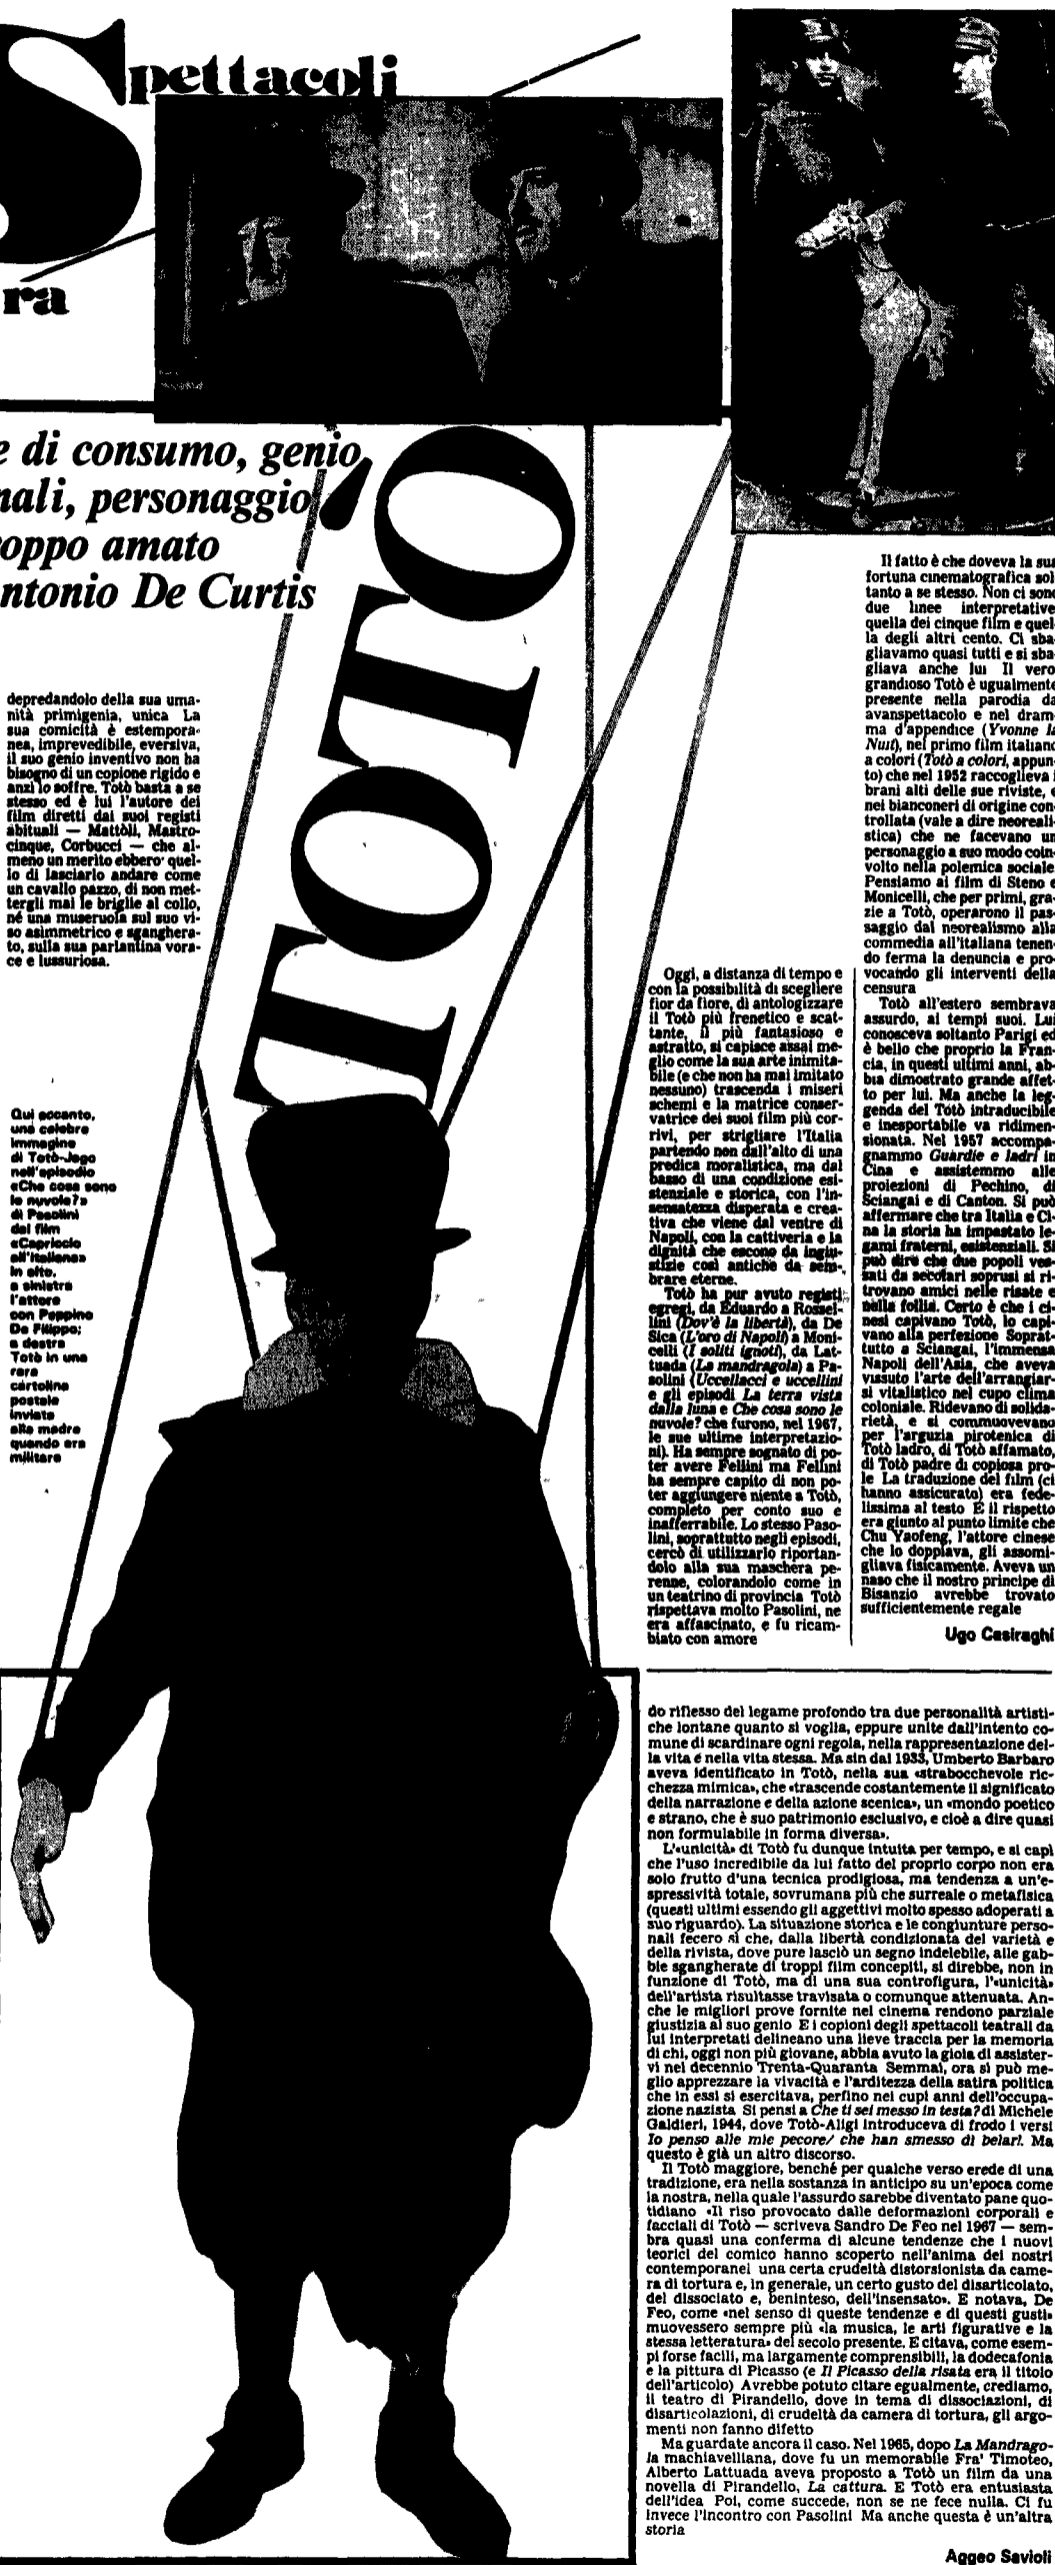 Spettacoli
ra
e di consumo, genio
nali, personaggio
roppo amato
ntonio De Curtis
TOTÒ
depredandolo della sua uma-
nità primigenia, unica La
sua comicità è estempora-
nea, imprevedibile, eversiva,
il suo genio inventivo non ha
bisogno di un copione rigido e
anzi lo soffre. Totò basta a se
stesso ed è lui l'autore dei
film diretti dai suoi registi
abituali — Mattòli, Mastro-
cinque, Corbucci — che al-
meno un merito ebbero· quel-
lo di lasciarlo andare come
un cavallo pazzo, di non met-
tergli mai le briglie al collo,
né una museruola sul suo vi-
so asimmetrico e sganghera-
to, sulla sua parlantina vora-
ce e lussuriosa.
Qui accanto,
una celebre
immagine
di Totò-Jago
nell'episodio
«Che cosa sono
le nuvole?»
di Pasolini
dal film
«Capriccio
all'italiana»
In alto,
a sinistra
l'attore
con Peppino
De Filippo;
a destra
Totò in una
rara
cartolina
postale
inviata
alla madre
quando era
militare
Oggi, a distanza di tempo e
con la possibilità di scegliere
fior da fiore, di antologizzare
il Totò più frenetico e scat-
tante, il più fantasioso e
astratto, si capisce assai me-
glio come la sua arte inimita-
bile (e che non ha mai imitato
nessuno) trascenda i miseri
schemi e la matrice conser-
vatrice dei suoi film più cor-
rivi, per strigliare l'Italia
partendo non dall'alto di una
predica moralistica, ma dal
basso di una condizione esi-
stenziale e storica, con l'in-
sensatezza disperata e crea-
tiva che viene dal ventre di
Napoli, con la cattiveria e la
dignità che escono da ingiu-
stizie così antiche da sem-
brare eterne.
Totò ha pur avuto registi
egregi, da Eduardo a Rossel-
lini (Dov'è la libertà), da De
Sica (L'oro di Napoli) a Moni-
celli (I soliti ignoti), da Lat-
tuada (La mandragola) a Pa-
solini (Uccellacci e uccellini
e gli episodi La terra vista
dalla luna e Che cosa sono le
nuvole? che furono, nel 1967,
le sue ultime interpretazio-
ni). Ha sempre sognato di po-
ter avere Fellini ma Fellini
ha sempre capito di non po-
ter aggiungere niente a Totò,
completo per conto suo e
inafferrabile. Lo stesso Paso-
lini, soprattutto negli episodi,
cercò di utilizzarlo riportan-
dolo alla sua maschera pe-
renne, colorandolo come in
un teatrino di provincia Totò
rispettava molto Pasolini, ne
era affascinato, e fu ricam-
biato con amore
Il fatto è che doveva la sua
fortuna cinematografica sol-
tanto a se stesso. Non ci sono
due linee interpretative
quella dei cinque film e quel-
la degli altri cento. Ci sba-
gliavamo quasi tutti e si sba-
gliava anche lui Il vero
grandioso Totò è ugualmente
presente nella parodia da
avanspettacolo e nel dram-
ma d'appendice (Yvonne la
Nuit), nel primo film italiano
a colori (Totò a colori, appun-
to) che nel 1952 raccoglieva i
brani alti delle sue riviste, e
nei bianconeri di origine con-
trollata (vale a dire neoreali-
stica) che ne facevano un
personaggio a suo modo coin-
volto nella polemica sociale
Pensiamo ai film di Steno e
Monicelli, che per primi, gra-
zie a Totò, operarono il pas-
saggio dal neorealismo alla
commedia all'italiana tenen-
do ferma la denuncia e pro-
vocando gli interventi della
censura
Totò all'estero sembrava
assurdo, ai tempi suoi. Lui
conosceva soltanto Parigi ed
è bello che proprio la Fran-
cia, in questi ultimi anni, ab-
bia dimostrato grande affet-
to per lui. Ma anche la leg-
genda del Totò intraducibile
e inesportabile va ridimen-
sionata. Nel 1957 accompa-
gnammo Guardie e ladri in
Cina e assistemmo alle
proiezioni di Pechino, di
Sciangai e di Canton. Si può
affermare che tra Italia e Ci-
na la storia ha impastato le-
gami fraterni, esistenziali. Si
può dire che due popoli ves-
sati da secolari soprusi si ri-
trovano amici nelle risate e
nella follia. Certo è che i ci-
nesi capivano Totò, lo capi-
vano alla perfezione Soprat-
tutto a Sciangai, l'immensa
Napoli dell'Asia, che aveva
vissuto l'arte dell'arrangiar-
si vitalistico nel cupo clima
coloniale. Ridevano di solida-
rietà, e si commuovevano
per l'arguzia pirotenica di
Totò ladro, di Totò affamato,
di Totò padre di copiosa pro-
le La traduzione del film (ci
hanno assicurato) era fede-
lissima al testo E il rispetto
era giunto al punto limite che
Chu Yaofeng, l'attore cinese
che lo doppiava, gli assomi-
gliava fisicamente. Aveva un
naso che il nostro principe di
Bisanzio avrebbe trovato
sufficientemente regale
Ugo Casiraghi
do riflesso del legame profondo tra due personalità artisti-
che lontane quanto si voglia, eppure unite dall'intento co-
mune di scardinare ogni regola, nella rappresentazione del-
la vita e nella vita stessa. Ma sin dal 1933, Umberto Barbaro
aveva identificato in Totò, nella sua «strabocchevole ric-
chezza mimica», che «trascende costantemente il significato
della narrazione e della azione scenica», un «mondo poetico
e strano, che è suo patrimonio esclusivo, e cioè a dire quasi
non formulabile in forma diversa».
L'«unicità» di Totò fu dunque intuita per tempo, e si capì
che l'uso incredibile da lui fatto del proprio corpo non era
solo frutto d'una tecnica prodigiosa, ma tendenza a un'e-
spressività totale, sovrumana più che surreale o metafisica
(questi ultimi essendo gli aggettivi molto spesso adoperati a
suo riguardo). La situazione storica e le congiunture perso-
nali fecero sì che, dalla libertà condizionata del varietà e
della rivista, dove pure lasciò un segno indelebile, alle gab-
bie sgangherate di troppi film concepiti, si direbbe, non in
funzione di Totò, ma di una sua controfigura, l'«unicità»
dell'artista risultasse travisata o comunque attenuata. An-
che le migliori prove fornite nel cinema rendono parziale
giustizia al suo genio E i copioni degli spettacoli teatrali da
lui interpretati delineano una lieve traccia per la memoria
di chi, oggi non più giovane, abbia avuto la gioia di assister-
vi nel decennio Trenta-Quaranta Semmai, ora si può me-
glio apprezzare la vivacità e l'arditezza della satira politica
che in essi si esercitava, perfino nei cupi anni dell'occupa-
zione nazista Si pensi a Che ti sei messo in testa? di Michele
Galdieri, 1944, dove Totò-Aligi introduceva di frodo i versi
Io penso alle mie pecore/ che han smesso di belar!. Ma
questo è già un altro discorso.
Il Totò maggiore, benché per qualche verso erede di una
tradizione, era nella sostanza in anticipo su un'epoca come
la nostra, nella quale l'assurdo sarebbe diventato pane quo-
tidiano «Il riso provocato dalle deformazioni corporali e
facciali di Totò — scriveva Sandro De Feo nel 1967 — sem-
bra quasi una conferma di alcune tendenze che i nuovi
teorici del comico hanno scoperto nell'anima dei nostri
contemporanei una certa crudeltà distorsionista da came-
ra di tortura e, in generale, un certo gusto del disarticolato,
del dissociato e, beninteso, dell'insensato». E notava, De
Feo, come «nel senso di queste tendenze e di questi gusti»
muovessero sempre più «la musica, le arti figurative e la
stessa letteratura» del secolo presente. E citava, come esem-
pi forse facili, ma largamente comprensibili, la dodecafonia
e la pittura di Picasso (e Il Picasso della risata era il titolo
dell'articolo) Avrebbe potuto citare egualmente, crediamo,
il teatro di Pirandello, dove in tema di dissociazioni, di
disarticolazioni, di crudeltà da camera di tortura, gli argo-
menti non fanno difetto
Ma guardate ancora il caso. Nel 1965, dopo La Mandrago-
la machiavelliana, dove fu un memorabile Fra' Timoteo,
Alberto Lattuada aveva proposto a Totò un film da una
novella di Pirandello, La cattura. E Totò era entusiasta
dell'idea Poi, come succede, non se ne fece nulla. Ci fu
invece l'incontro con Pasolini Ma anche questa è un'altra
storia
Aggeo Savioli